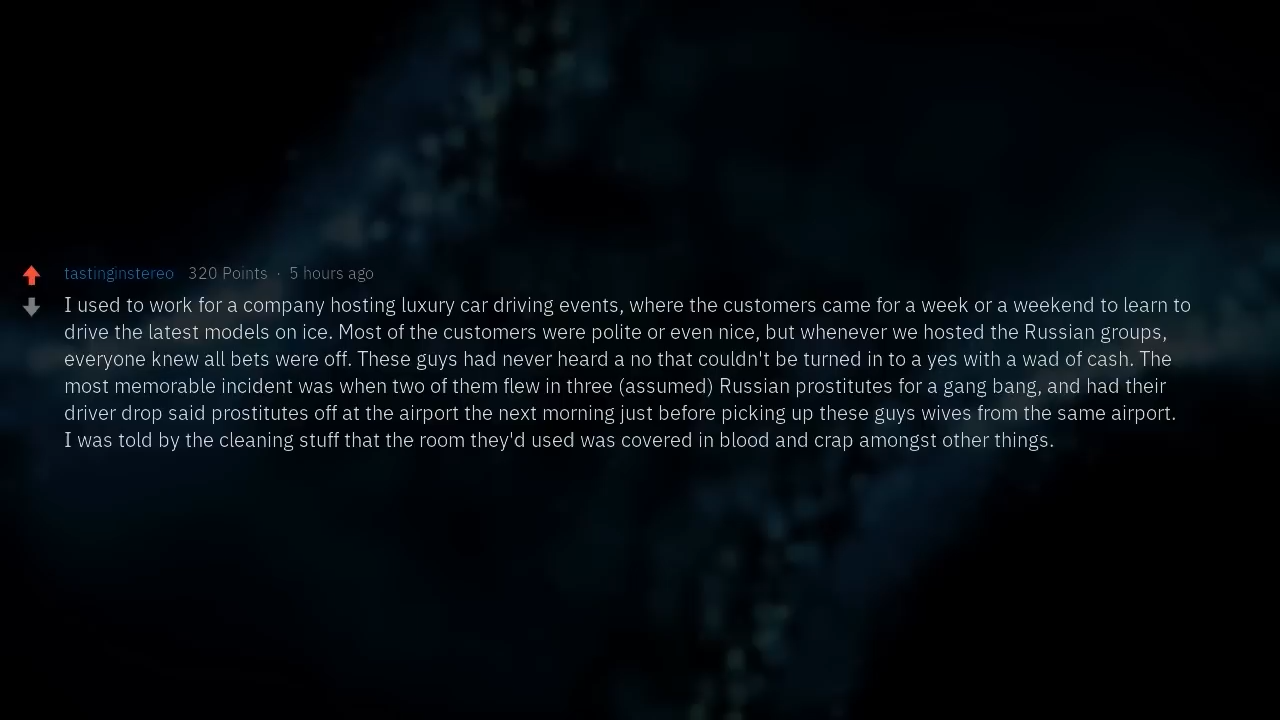 tastinginstereo 320 Points · 5 hours ago
I used to work for a company hosting luxury car driving events, where the customers came for a week or a weekend to learn to
drive the latest models on ice. Most of the customers were polite or even nice, but whenever we hosted the Russian groups,
everyone knew all bets were off. These guys had never heard a no that couldn't be turned in to a yes with a wad of cash. The
most memorable incident was when two of them flew in three (assumed) Russian prostitutes for a gang bang, and had their
driver drop said prostitutes off at the airport the next morning just before picking up these guys wives from the same airport.
I was told by the cleaning stuff that the room they'd used was covered in blood and crap amongst other things.